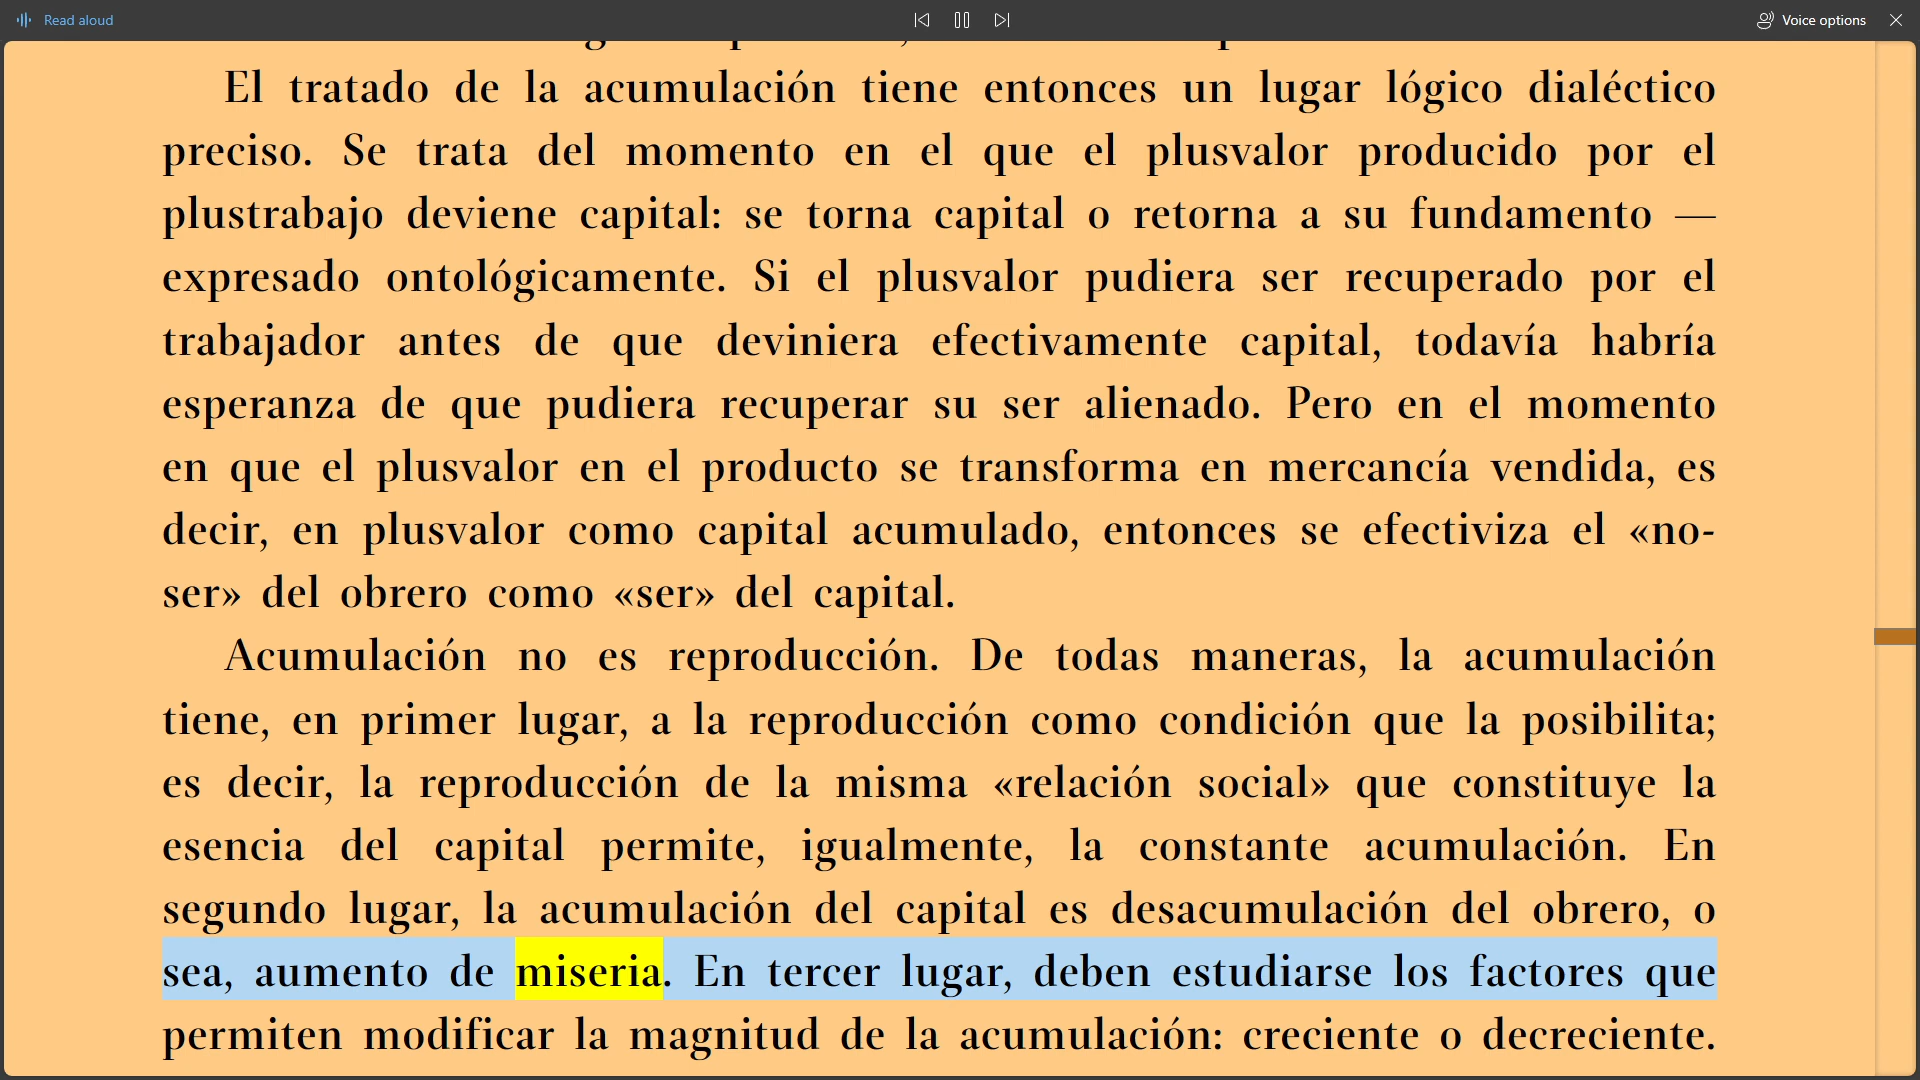 Read aloud
Voice options
El tratado de la acumulación tiene entonces un lugar lógico dialéctico
preciso. Se trata del momento en el que el plusvalor producido por el
plustrabajo deviene capital: se torna capital o retorna a su fundamento —
expresado ontológicamente. Si el plusvalor pudiera ser recuperado por el
trabajador antes de que deviniera efectivamente capital, todavía habría
esperanza de que pudiera recuperar su ser alienado. Pero en el momento
en que el plusvalor en el producto se transforma en mercancía vendida, es
decir, en plusvalor como capital acumulado, entonces se efectiviza el «no-
ser» del obrero como «ser» del capital.
Acumulación no es reproducción. De todas maneras, la acumulación
tiene, en primer lugar, a la reproducción como condición que la posibilita;
es decir, la reproducción de la misma «relación social» que constituye la
esencia del capital permite, igualmente, la constante acumulación. En
segundo lugar, la acumulación del capital es desacumulación del obrero, o
sea, aumento de miseria. En tercer lugar, deben estudiarse los factores que
permiten modificar la magnitud de la acumulación: creciente o decreciente.